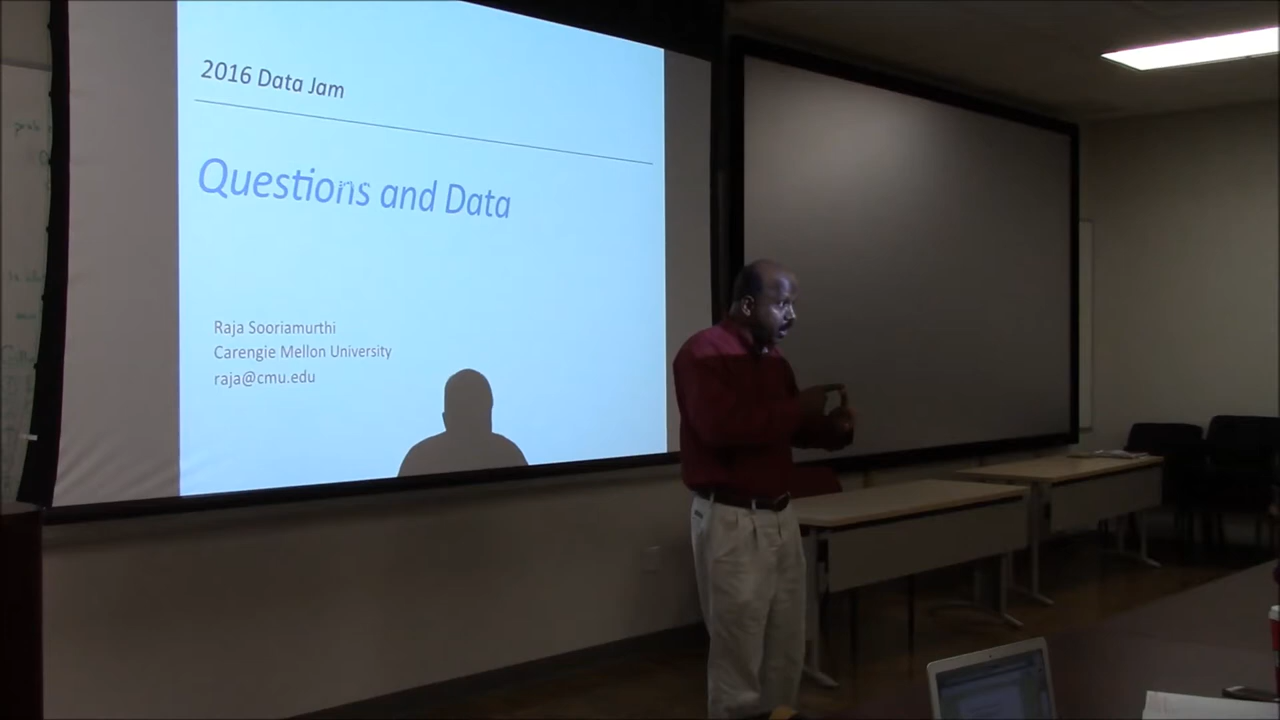 2016 Data Jam
Questions and Data
Raja Sooriamurthi
Carengie Mellon University
raja@cmu.edu